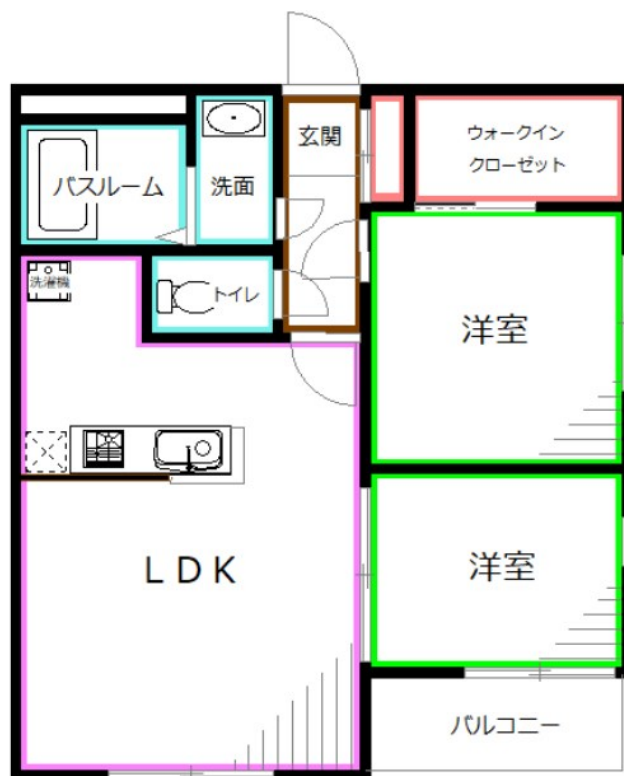 玄関
ウォークイン
クローゼット
バスルーム
洗面
洗濯機
トイレ
洋室
LDK
洋室
バルコニー